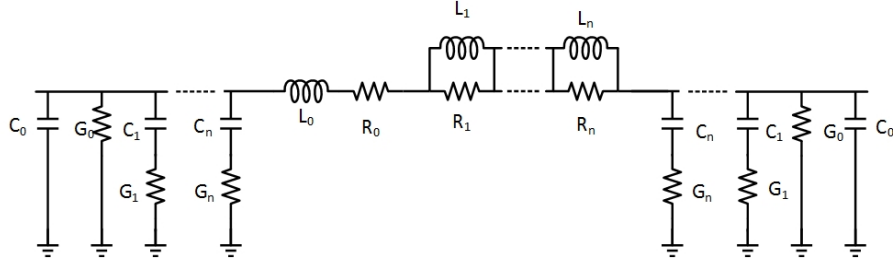 L₁ Lₙ
L₀ R₀ R₁ Rₙ
C₀ G₀ C₁ Cₙ Cₙ C₁ G₀ C₀
G₁ Gₙ Gₙ G₁